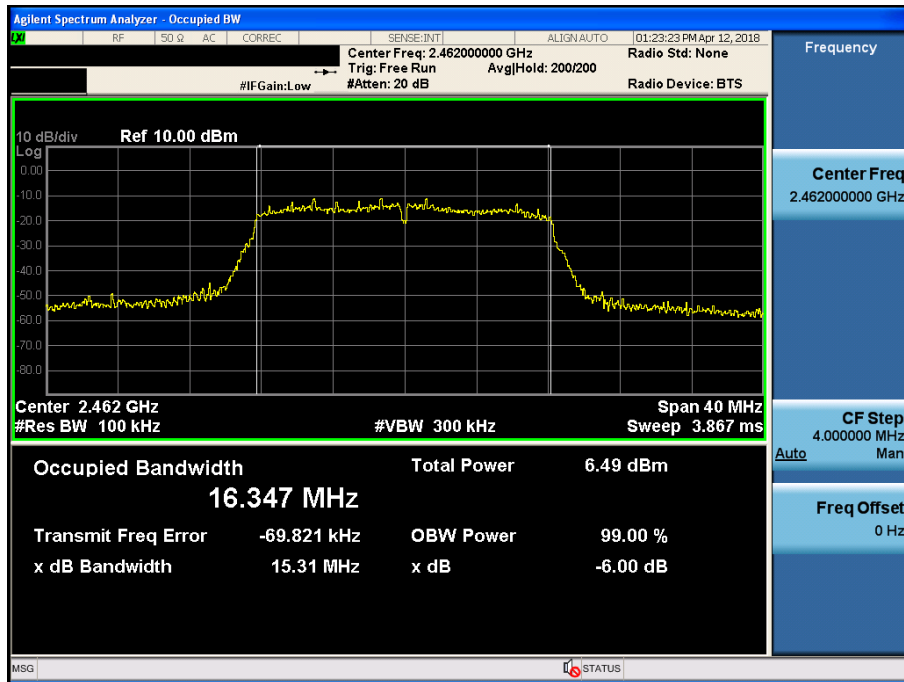 Agilent Spectrum Analyzer - Occupied BW
LXI RF 50 Ω AC CORREC SENSE:INT ALIGN AUTO 01:23:23 PM Apr 12, 2018
Center Freq: 2.462000000 GHz Radio Std: None
Trig: Free Run Avg|Hold: 200/200
#IFGain:Low #Atten: 20 dB Radio Device: BTS
10 dB/div Ref 10.00 dBm
Log
0.00
-10.0
-20.0
-30.0
-40.0
-50.0
-60.0
-70.0
-80.0
Center 2.462 GHz Span 40 MHz
#Res BW 100 kHz #VBW 300 kHz Sweep 3.867 ms
Occupied Bandwidth Total Power 6.49 dBm
16.347 MHz
Transmit Freq Error -69.821 kHz OBW Power 99.00 %
x dB Bandwidth 15.31 MHz x dB -6.00 dB
MSG STATUS
Frequency
Center Freq
2.462000000 GHz
CF Step
4.000000 MHz
Auto Man
Freq Offset
0 Hz